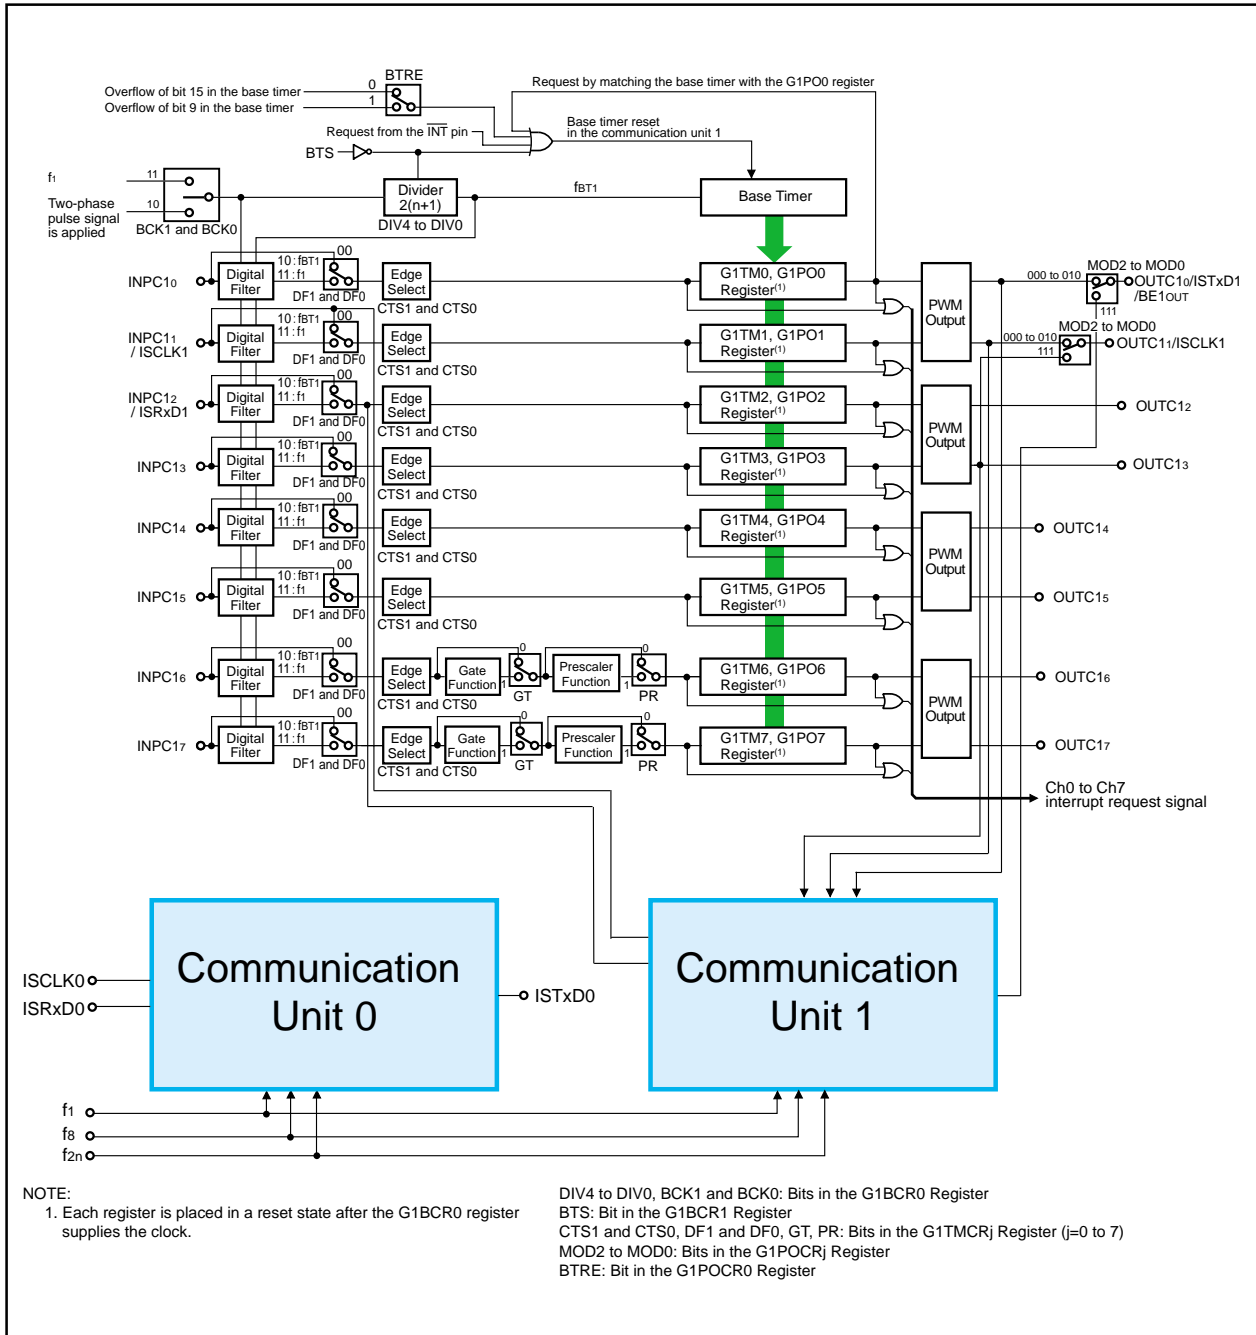 BTRE
Request by matching the base timer with the G1PO0 register
Overflow of bit 15 in the base timer 0
Overflow of bit 9 in the base timer 1
Base timer reset
in the communication unit 1
Request from the INT pin
BTS
f1 11
Two-phase
pulse signal
is applied
10
BCK1 and BCK0
Divider
2(n+1)
DIV4 to DIV0
fBT1
Base Timer
INPC10
Digital
Filter
10:fBT1
11:f1
00
DF1 and DF0
Edge
Select
CTS1 and CTS0
G1TM0, G1PO0
Register(1)
PWM
Output
000 to 010
MOD2 to MOD0
111
OUTC10/ISTxD1
/BE1OUT
INPC11
/ ISCLK1
Digital
Filter
10:fBT1
11:f1
00
DF1 and DF0
Edge
Select
CTS1 and CTS0
G1TM1, G1PO1
Register(1)
000 to 010
MOD2 to MOD0
111
OUTC11/ISCLK1
INPC12
/ ISRxD1
Digital
Filter
10:fBT1
11:f1
00
DF1 and DF0
Edge
Select
CTS1 and CTS0
G1TM2, G1PO2
Register(1)
PWM
Output
OUTC12
INPC13
Digital
Filter
10:fBT1
11:f1
00
DF1 and DF0
Edge
Select
CTS1 and CTS0
G1TM3, G1PO3
Register(1)
OUTC13
INPC14
Digital
Filter
10:fBT1
11:f1
00
DF1 and DF0
Edge
Select
CTS1 and CTS0
G1TM4, G1PO4
Register(1)
PWM
Output
OUTC14
INPC15
Digital
Filter
10:fBT1
11:f1
00
DF1 and DF0
Edge
Select
CTS1 and CTS0
G1TM5, G1PO5
Register(1)
OUTC15
INPC16
Digital
Filter
10:fBT1
11:f1
00
DF1 and DF0
Edge
Select
CTS1 and CTS0
Gate
Function
0
1
GT
Prescaler
Function
0
1
PR
G1TM6, G1PO6
Register(1)
PWM
Output
OUTC16
INPC17
Digital
Filter
10:fBT1
11:f1
00
DF1 and DF0
Edge
Select
CTS1 and CTS0
Gate
Function
0
1
GT
Prescaler
Function
0
1
PR
G1TM7, G1PO7
Register(1)
OUTC17
Ch0 to Ch7
interrupt request signal
ISCLK0
ISRxD0
Communication
Unit 0
ISTxD0
Communication
Unit 1
f1
f8
f2n
NOTE:
1. Each register is placed in a reset state after the G1BCR0 register
supplies the clock.
DIV4 to DIV0, BCK1 and BCK0: Bits in the G1BCR0 Register
BTS: Bit in the G1BCR1 Register
CTS1 and CTS0, DF1 and DF0, GT, PR: Bits in the G1TMCRj Register (j=0 to 7)
MOD2 to MOD0: Bits in the G1POCRj Register
BTRE: Bit in the G1POCR0 Register